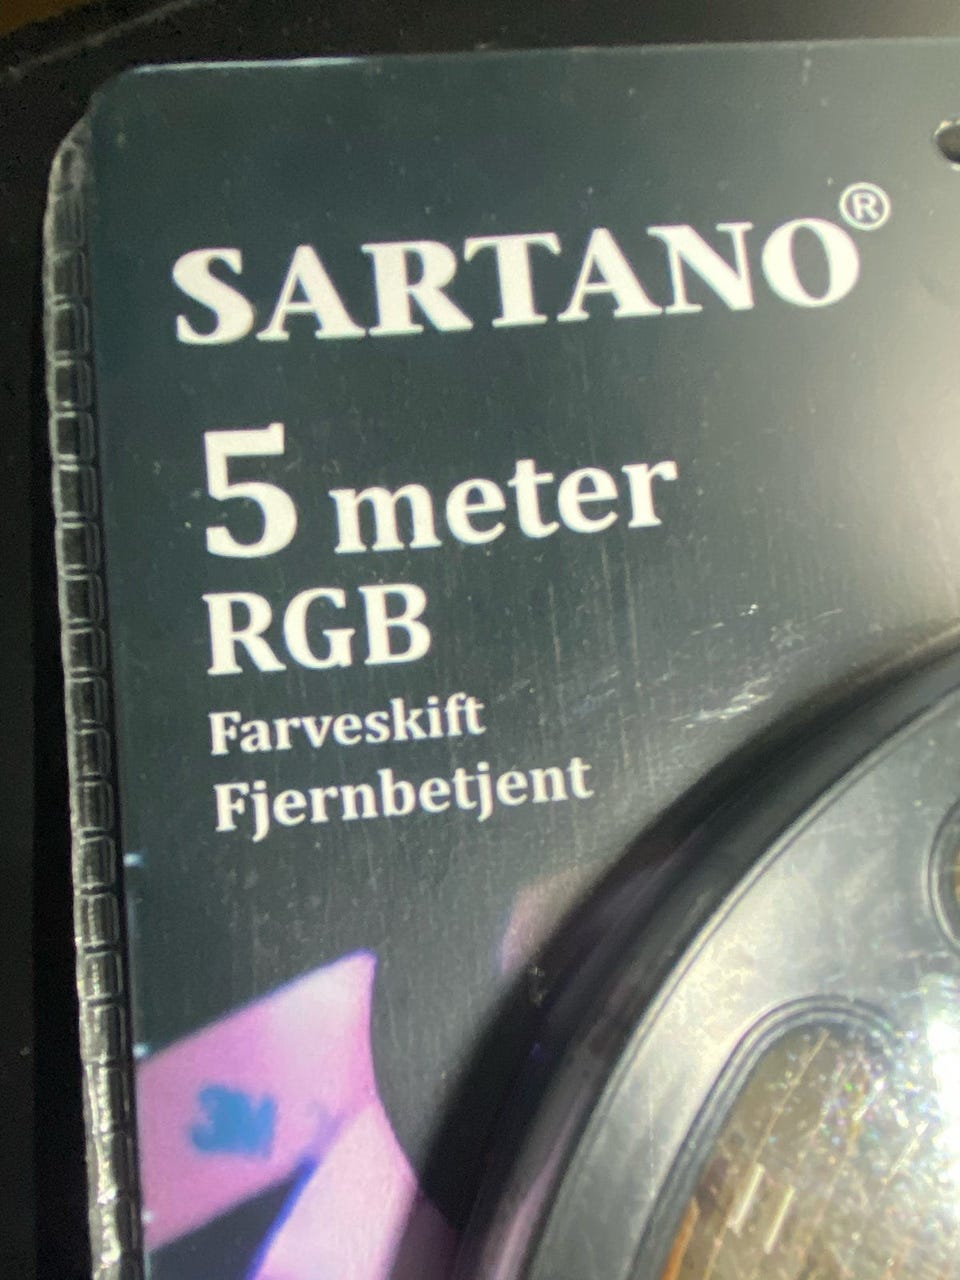 SARTANO®
5 meter
RGB
Farveskift
Fjernbetjent